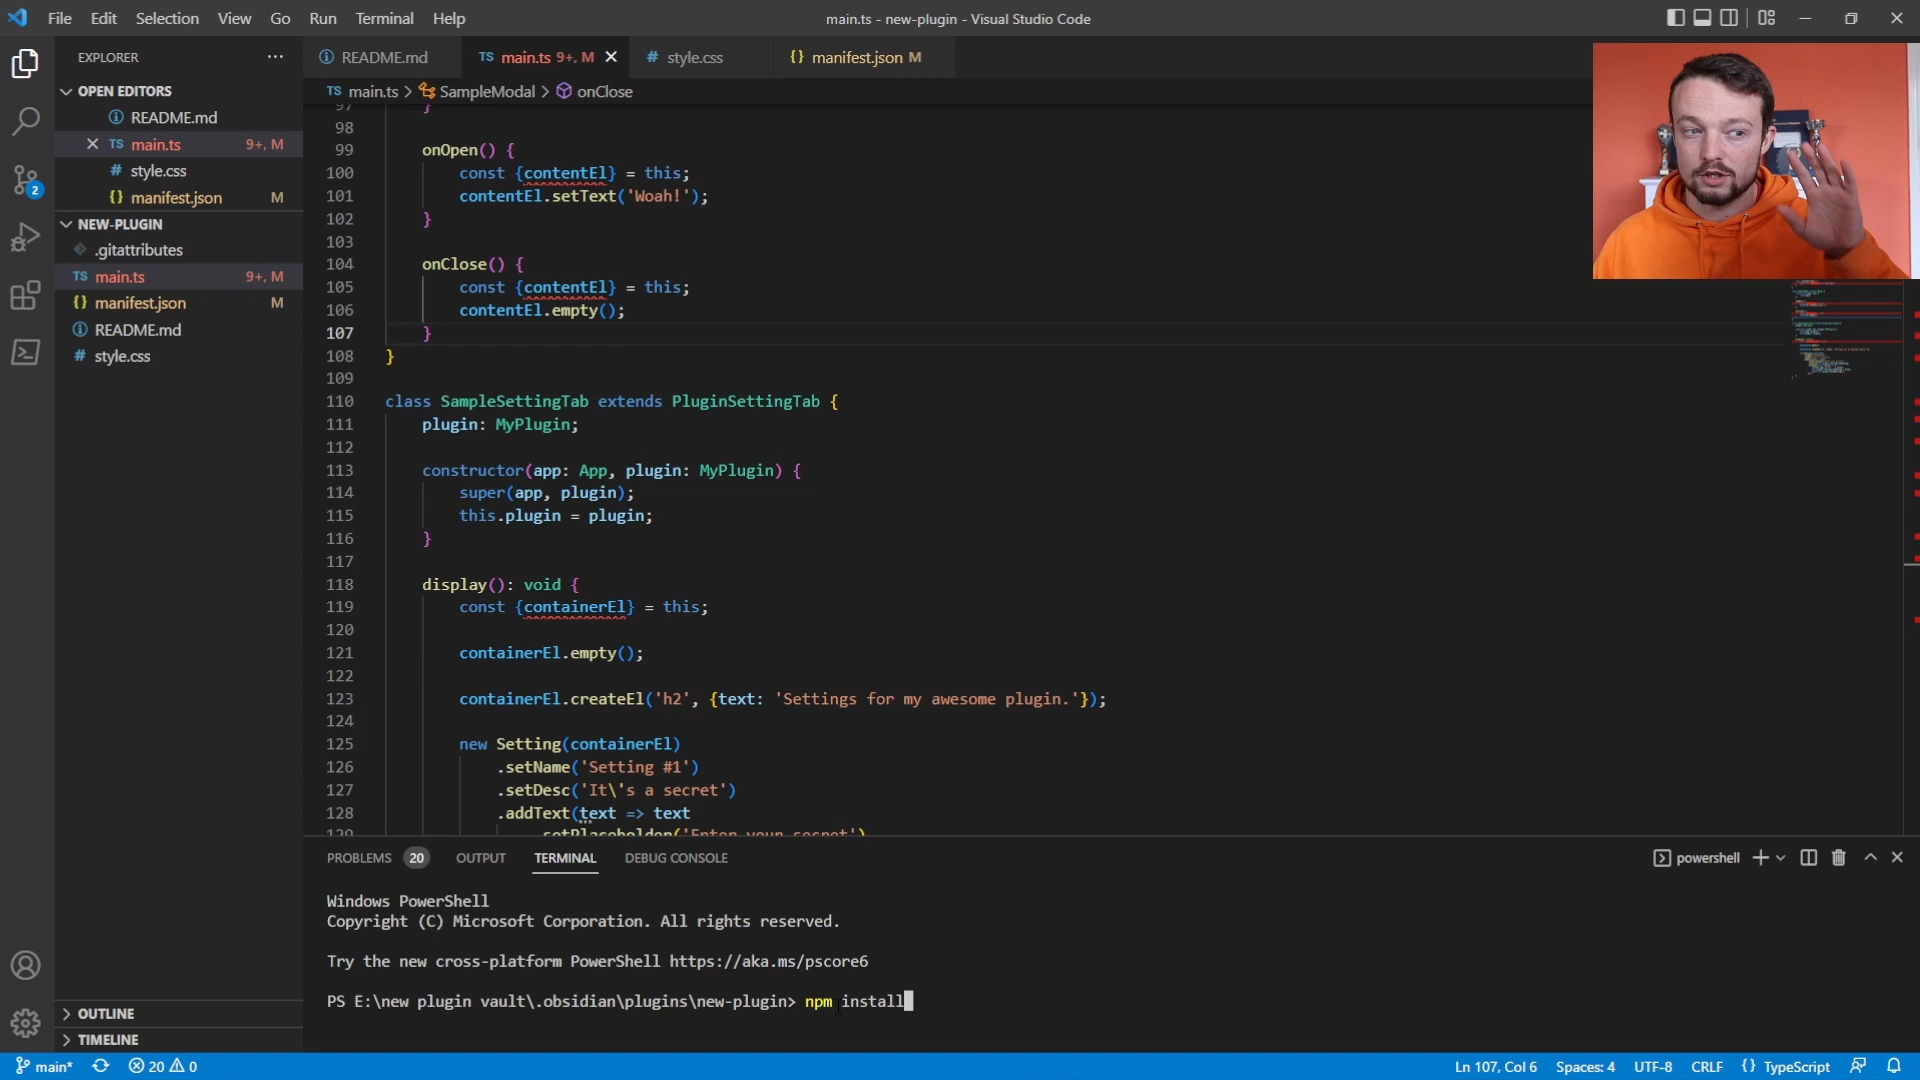 File Edit Selection View Go Run Terminal Help
main.ts - new-plugin - Visual Studio Code
EXPLORER
OPEN EDITORS
README.md
main.ts 9+, M
style.css
manifest.json M
NEW-PLUGIN
.gitattributes
main.ts 9+, M
manifest.json M
README.md
style.css
OUTLINE
TIMELINE
2
README.md
TS main.ts 9+, M
# style.css
{} manifest.json M
TS main.ts > SampleModal > onClose
97 }
98
99 onOpen() {
100 const {contentEl} = this;
101 contentEl.setText('Woah!');
102 }
103
104 onClose() {
105 const {contentEl} = this;
106 contentEl.empty();
107 }
108 }
109
110 class SampleSettingTab extends PluginSettingTab {
111 plugin: MyPlugin;
112
113 constructor(app: App, plugin: MyPlugin) {
114 super(app, plugin);
115 this.plugin = plugin;
116 }
117
118 display(): void {
119 const {containerEl} = this;
120
121 containerEl.empty();
122
123 containerEl.createEl('h2', {text: 'Settings for my awesome plugin.'});
124
125 new Setting(containerEl)
126 .setName('Setting #1')
127 .setDesc('It\'s a secret')
128 .addText(text => text
129 .setPlaceholder('Enter your secret')
PROBLEMS 20 OUTPUT TERMINAL DEBUG CONSOLE
powershell
Windows PowerShell
Copyright (C) Microsoft Corporation. All rights reserved.
Try the new cross-platform PowerShell https://aka.ms/pscore6
PS E:\new plugin vault\.obsidian\plugins\new-plugin> npm install
main* 20 0
Ln 107, Col 6 Spaces: 4 UTF-8 CRLF {} TypeScript